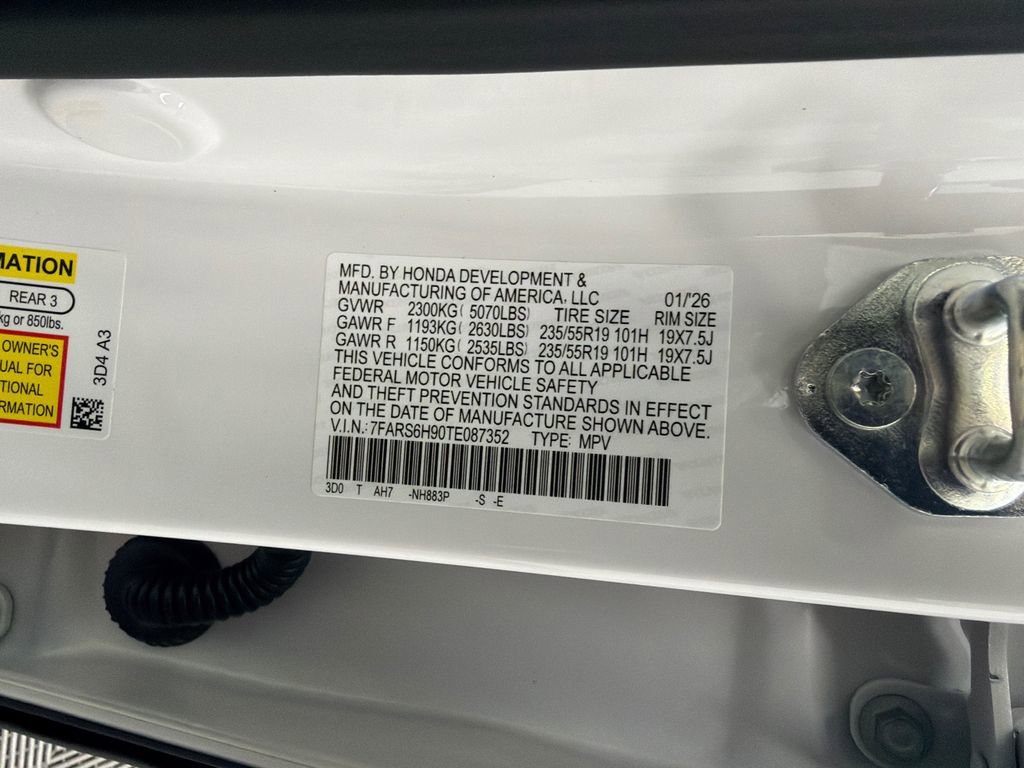 MATION
REAR 3
kg or 850lbs.
OWNER'S
UAL FOR
TIONAL
RMATION
3D4 A3
MFD. BY HONDA DEVELOPMENT &
MANUFACTURING OF AMERICA, LLC 01/'26
GVWR 2300KG( 5070LBS) TIRE SIZE RIM SIZE
GAWR F 1193KG( 2630LBS) 235/55R19 101H 19X7.5J
GAWR R 1150KG( 2535LBS) 235/55R19 101H 19X7.5J
THIS VEHICLE CONFORMS TO ALL APPLICABLE
FEDERAL MOTOR VEHICLE SAFETY
AND THEFT PREVENTION STANDARDS IN EFFECT
ON THE DATE OF MANUFACTURE SHOWN ABOVE.
V.I.N.: 7FARS6H90TE087352 TYPE: MPV
3D0 T AH7 -NH883P -S -E